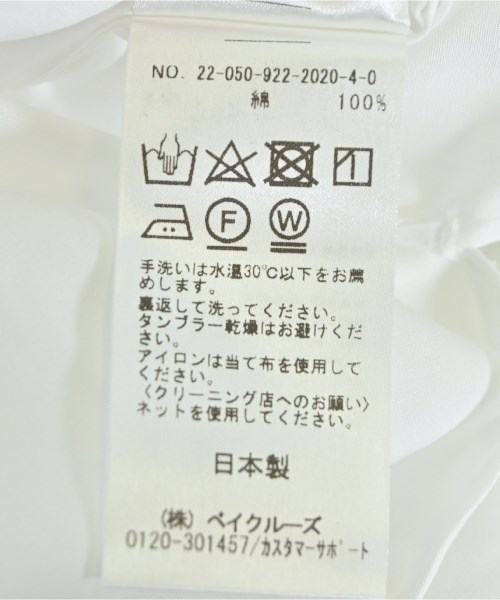 NO. 22-050-922-2020-4-0
綿 100%
F W
手洗いは水温30℃以下をお薦
めします。
裏返して洗ってください。
タンブラー乾燥はお避けくだ
さい。
アイロンは当て布を使用して
ください。
〈クリーニング店へのお願い〉
ネットを使用してください。
日本製
(株) ベイクルーズ
0120-301457/カスタマーサポート